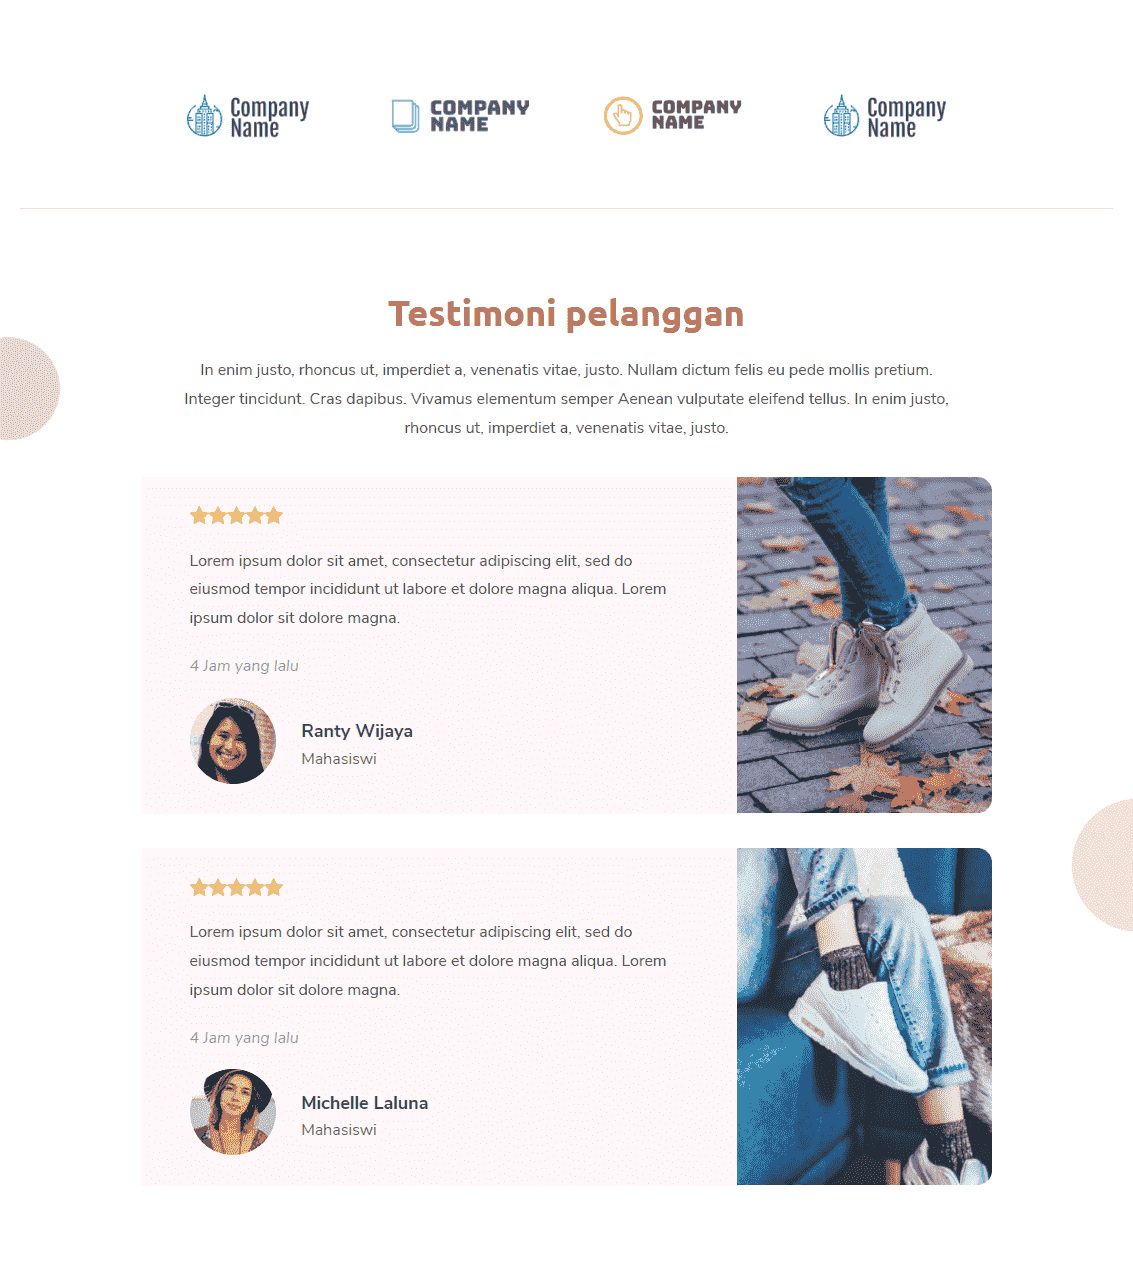 Company
Name
COMPANY
NAME
COMPANY
NAME
Company
Name
Testimoni pelanggan
In enim justo, rhoncus ut, imperdiet a, venenatis vitae, justo. Nullam dictum felis eu pede mollis pretium.
Integer tincidunt. Cras dapibus. Vivamus elementum semper Aenean vulputate eleifend tellus. In enim justo,
rhoncus ut, imperdiet a, venenatis vitae, justo.
Lorem ipsum dolor sit amet, consectetur adipiscing elit, sed do
eiusmod tempor incididunt ut labore et dolore magna aliqua. Lorem
ipsum dolor sit dolore magna.
4 Jam yang lalu
Ranty Wijaya
Mahasiswi
Lorem ipsum dolor sit amet, consectetur adipiscing elit, sed do
eiusmod tempor incididunt ut labore et dolore magna aliqua. Lorem
ipsum dolor sit dolore magna.
4 Jam yang lalu
Michelle Laluna
Mahasiswi